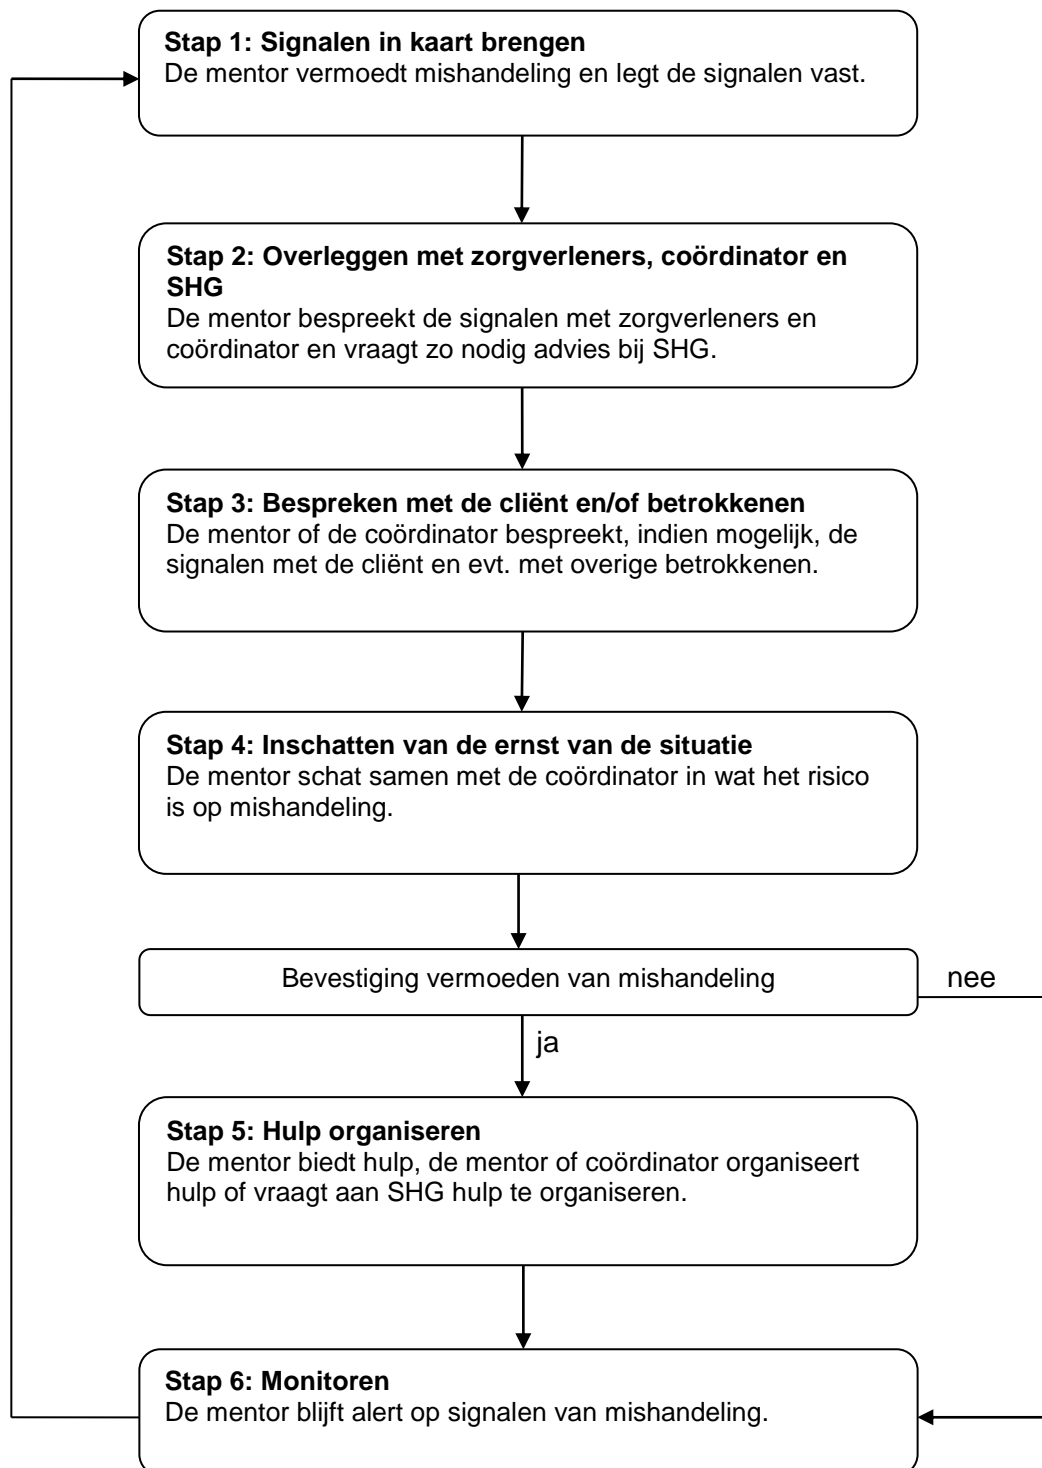 Stap 1: Signalen in kaart brengen
De mentor vermoedt mishandeling en legt de signalen vast.
Stap 2: Overleggen met zorgverleners, coördinator en
SHG
De mentor bespreekt de signalen met zorgverleners en
coördinator en vraagt zo nodig advies bij SHG.
Stap 3: Bespreken met de cliënt en/of betrokkenen
De mentor of de coördinator bespreekt, indien mogelijk, de
signalen met de cliënt en evt. met overige betrokkenen.
Stap 4: Inschatten van de ernst van de situatie
De mentor schat samen met de coördinator in wat het risico
is op mishandeling.
Bevestiging vermoeden van mishandeling
nee
ja
Stap 5: Hulp organiseren
De mentor biedt hulp, de mentor of coördinator organiseert
hulp of vraagt aan SHG hulp te organiseren.
Stap 6: Monitoren
De mentor blijft alert op signalen van mishandeling.